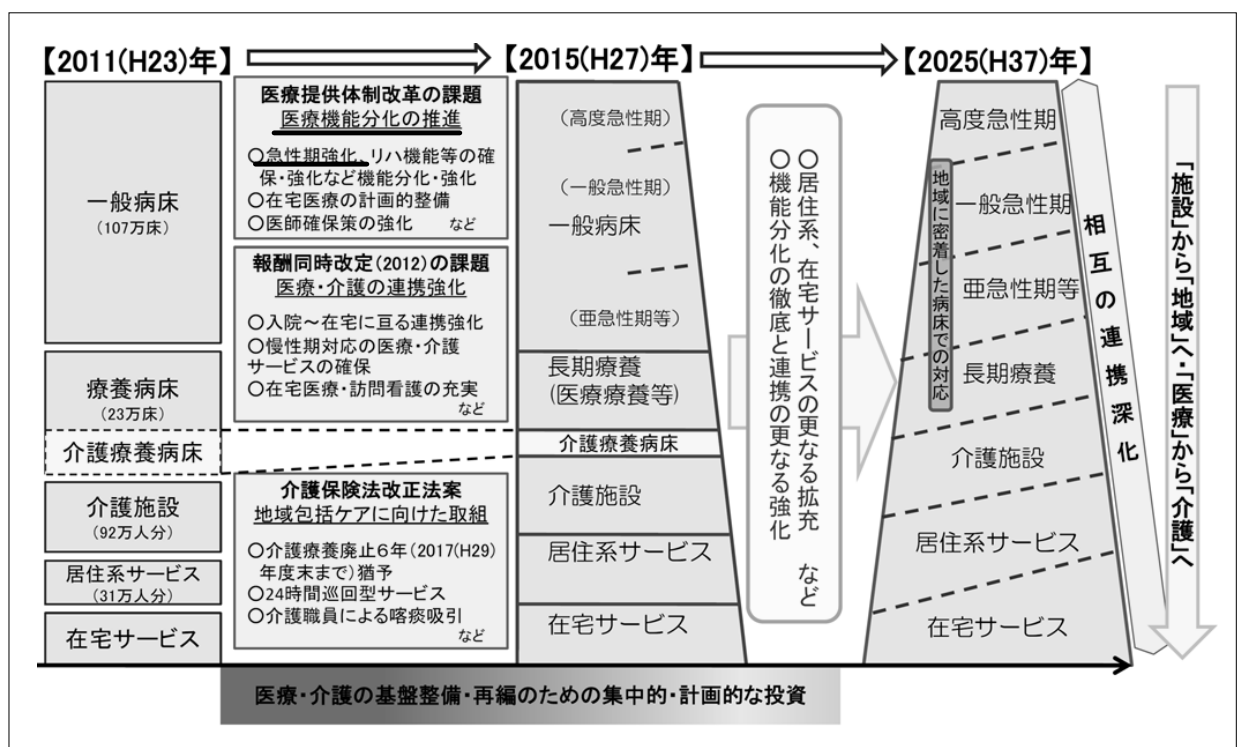 【2011(H23)年】
【2015(H27)年】
【2025(H37)年】
一般病床
(107万床)
療養病床
(23万床)
介護療養病床
介護施設
(92万人分)
居住系サービス
(31万人分)
在宅サービス
医療提供体制改革の課題
医療機能分化の推進
○急性期強化、リハ機能等の確
保・強化など機能分化・強化
○在宅医療の計画的整備
○医師確保策の強化 など
報酬同時改定(2012)の課題
医療・介護の連携強化
○入院～在宅に亘る連携強化
○慢性期対応の医療・介護
サービスの確保
○在宅医療・訪問看護の充実
など
介護保険法改正法案
地域包括ケアに向けた取組
○介護療養廃止6年(2017(H29)
年度末まで)猶予
○24時間巡回型サービス
○介護職員による喀痰吸引
など
(高度急性期)
(一般急性期)
一般病床
(亜急性期等)
長期療養
(医療療養等)
介護療養病床
介護施設
居住系サービス
在宅サービス
○居住系、在宅サービスの更なる拡充
○機能分化の徹底と連携の更なる強化 など
高度急性期
一般急性期
亜急性期等
長期療養
介護施設
居住系サービス
在宅サービス
地域に密着した病床での対応
相互の連携深化
「施設」から「地域」へ・「医療」から「介護」へ
医療・介護の基盤整備・再編のための集中的・計画的な投資